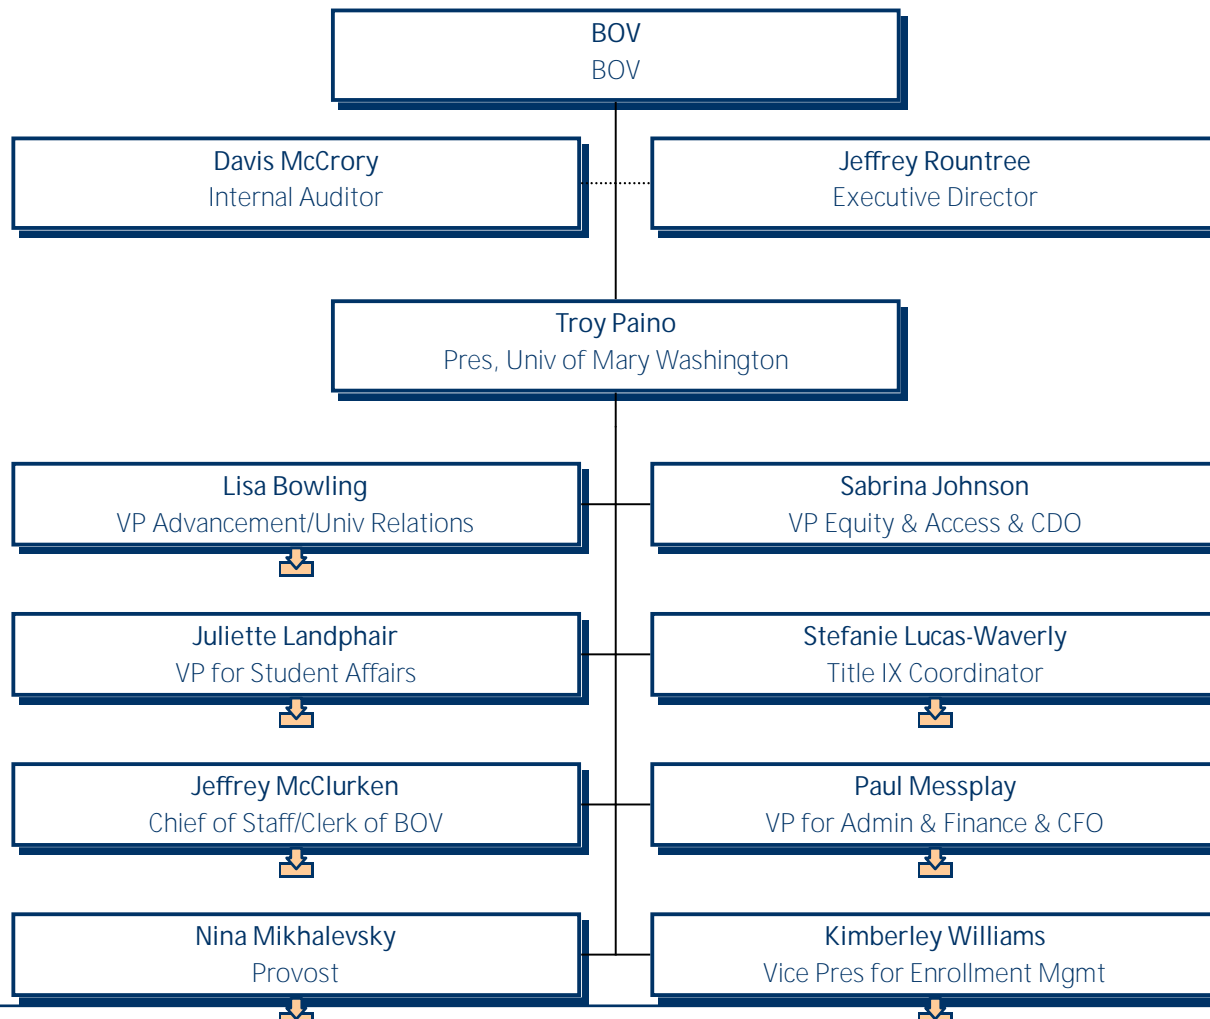 BOV
BOV
Davis McCrory
Internal Auditor
Jeffrey Rountree
Executive Director
Troy Paino
Pres, Univ of Mary Washington
Lisa Bowling
VP Advancement/Univ Relations
Sabrina Johnson
VP Equity & Access & CDO
Juliette Landphair
VP for Student Affairs
Stefanie Lucas-Waverly
Title IX Coordinator
Jeffrey McClurken
Chief of Staff/Clerk of BOV
Paul Messplay
VP for Admin & Finance & CFO
Nina Mikhalevsky
Provost
Kimberley Williams
Vice Pres for Enrollment Mgmt